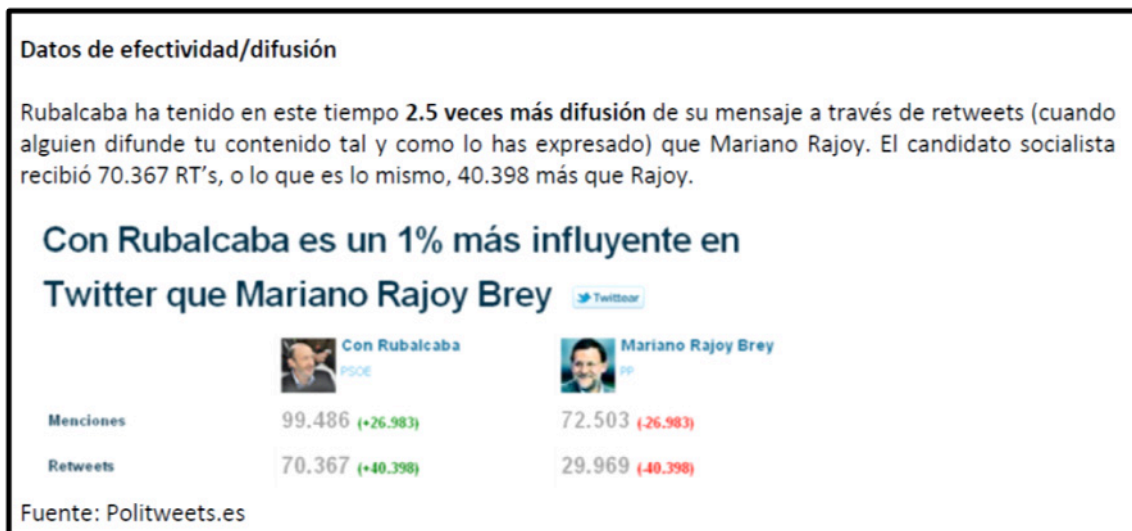 Datos de efectividad/difusión
Rubalcaba ha tenido en este tiempo 2.5 veces más difusión de su mensaje a través de retweets (cuando
alguien difunde tu contenido tal y como lo has expresado) que Mariano Rajoy. El candidato socialista
recibió 70.367 RT's, o lo que es lo mismo, 40.398 más que Rajoy.
Con Rubalcaba es un 1% más influyente en
Twitter que Mariano Rajoy Brey Twittear
Con Rubalcaba Mariano Rajoy Brey
PSOE PP
Menciones 99.486 (+26.983) 72.503 (-26.983)
Retweets 70.367 (+40.398) 29.969 (-40.398)
Fuente: Politweets.es